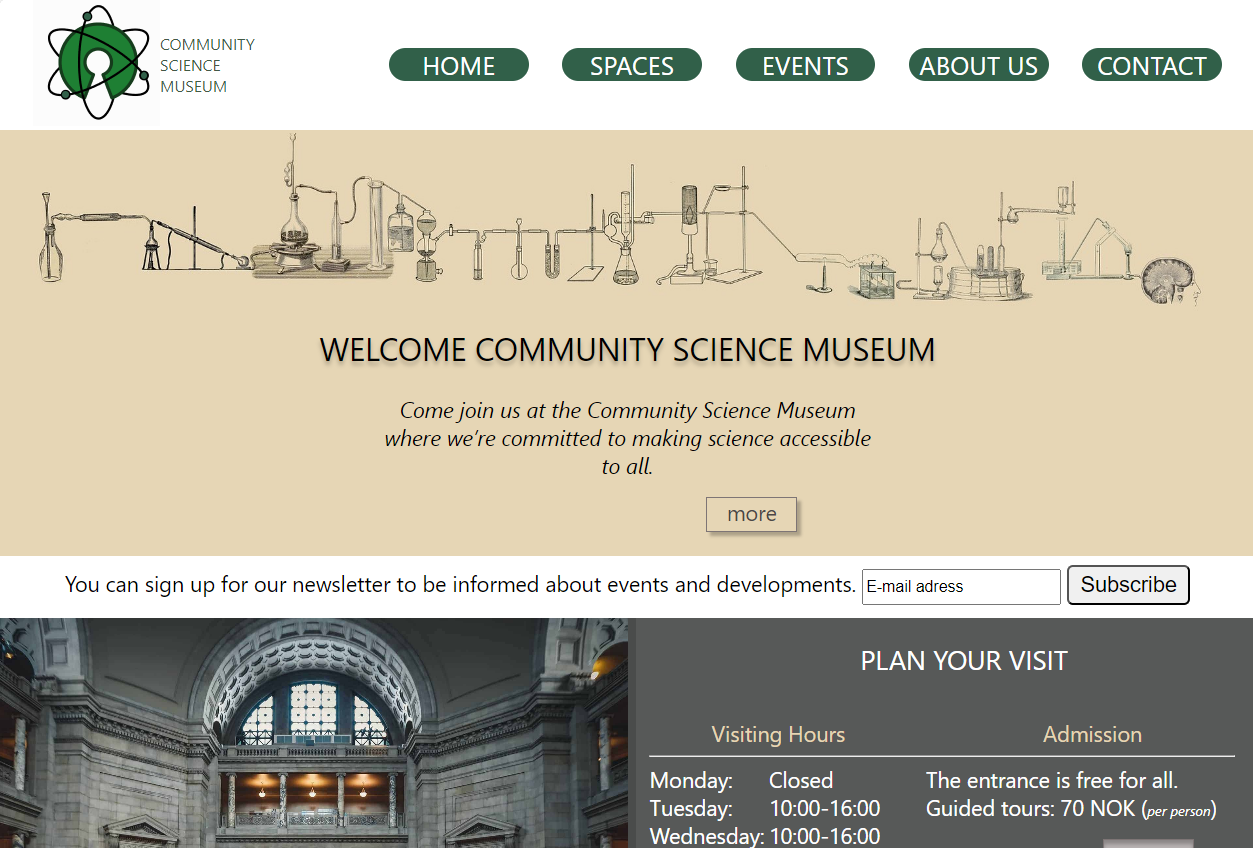 COMMUNITY
SCIENCE
MUSEUM
HOME
SPACES
EVENTS
ABOUT US
CONTACT
WELCOME COMMUNITY SCIENCE MUSEUM
Come join us at the Community Science Museum
where we're committed to making science accessible
to all.
more
You can sign up for our newsletter to be informed about events and developments.
E-mail adress
Subscribe
PLAN YOUR VISIT
Visiting Hours
Monday: Closed
Tuesday: 10:00-16:00
Wednesday: 10:00-16:00
Admission
The entrance is free for all.
Guided tours: 70 NOK (per person)